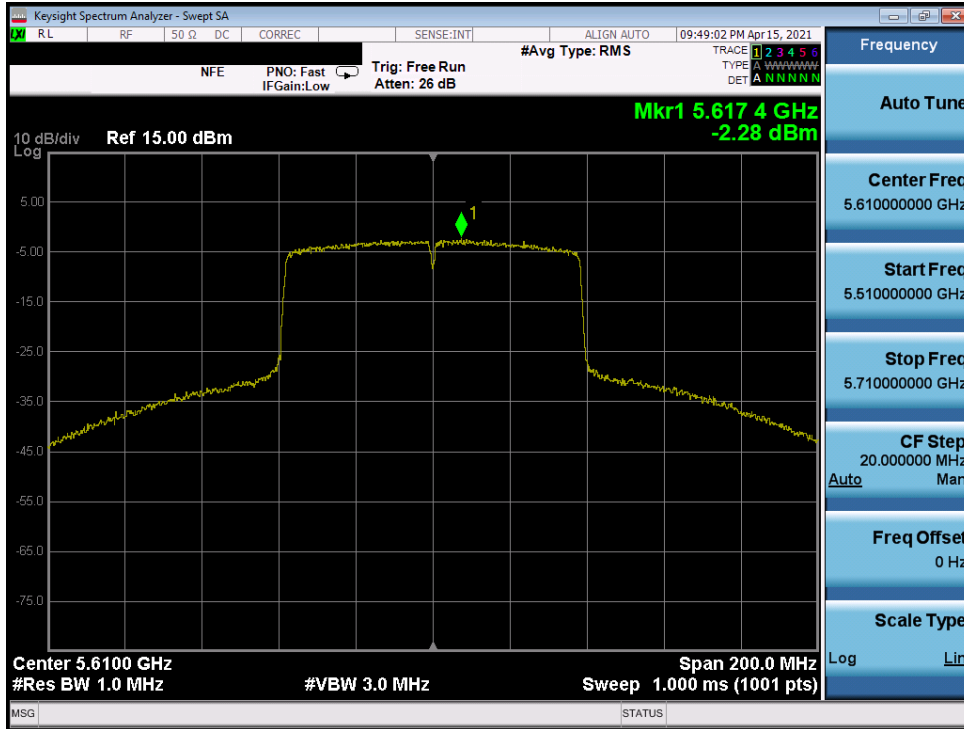 Keysight Spectrum Analyzer - Swept SA
LXI RL RF 50 Ω DC CORREC SENSE:INT ALIGN AUTO 09:49:02 PM Apr 15, 2021
Frequency
#Avg Type: RMS
TRACE 1 2 3 4 5 6
NFE PNO: Fast Trig: Free Run
TYPE A WWWWW
IFGain:Low Atten: 26 dB
DET A N N N N N
Auto Tune
Mkr1 5.617 4 GHz
-2.28 dBm
10 dB/div Ref 15.00 dBm
Log
Center Freq
5.610000000 GHz
5.00
1
-5.00
Start Freq
5.510000000 GHz
-15.0
-25.0
Stop Freq
5.710000000 GHz
-35.0
-45.0
CF Step
20.000000 MHz
Auto Man
-55.0
Freq Offset
0 Hz
-65.0
-75.0
Scale Type
Log Lin
Center 5.6100 GHz Span 200.0 MHz
#Res BW 1.0 MHz #VBW 3.0 MHz Sweep 1.000 ms (1001 pts)
MSG STATUS